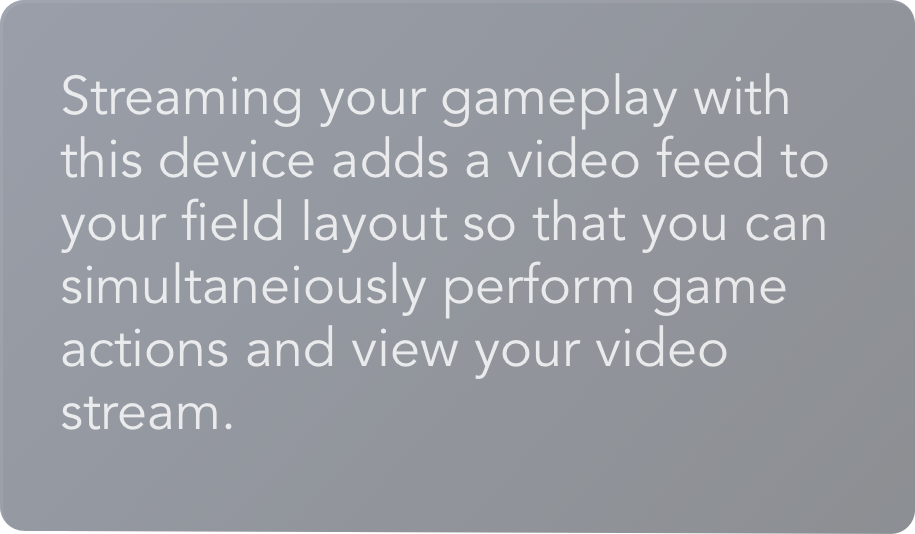 Streaming your gameplay with
this device adds a video feed to
your field layout so that you can
simultaneiously perform game
actions and view your video
stream.